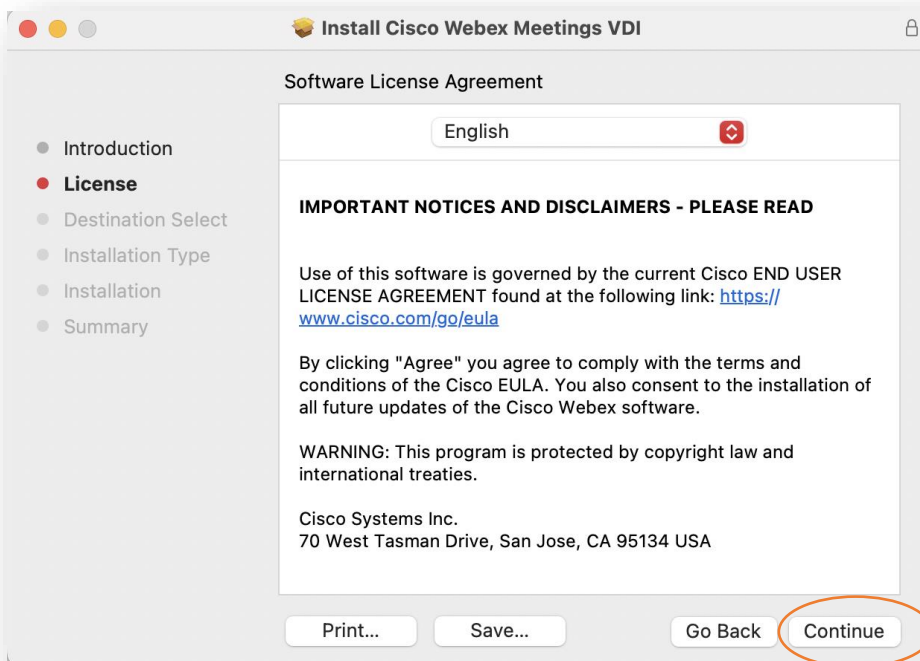 Install Cisco Webex Meetings VDI
Software License Agreement
Introduction
License
Destination Select
Installation Type
Installation
Summary
English
IMPORTANT NOTICES AND DISCLAIMERS - PLEASE READ
Use of this software is governed by the current Cisco END USER
LICENSE AGREEMENT found at the following link: https://
www.cisco.com/go/eula
By clicking "Agree" you agree to comply with the terms and
conditions of the Cisco EULA. You also consent to the installation of
all future updates of the Cisco Webex software.
WARNING: This program is protected by copyright law and
international treaties.
Cisco Systems Inc.
70 West Tasman Drive, San Jose, CA 95134 USA
Print...
Save...
Go Back
Continue